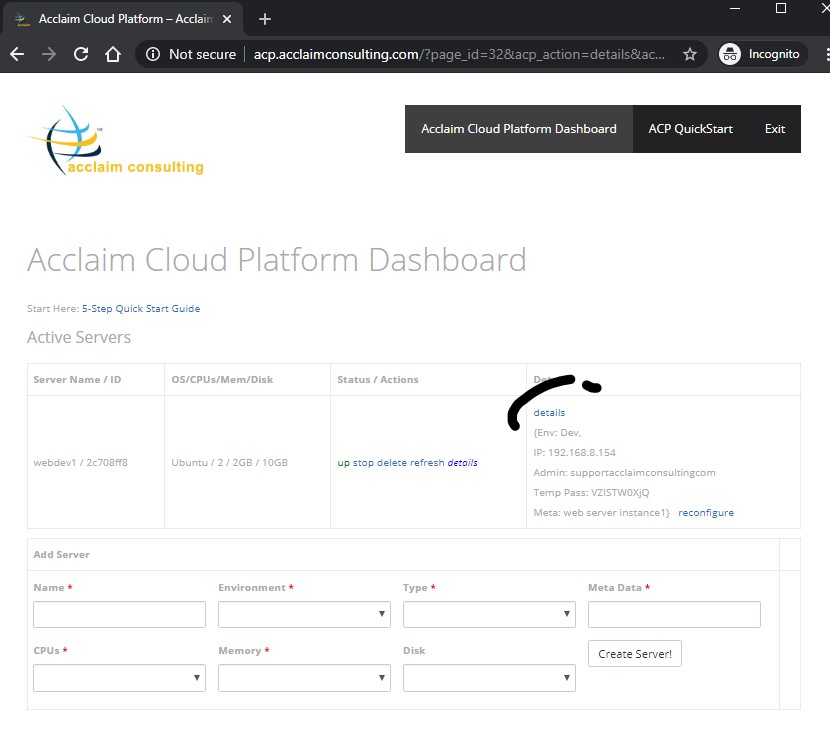 Acclaim Cloud Platform – Acclain
Not secure acp.acclaimconsulting.com/?page_id=32&acp_action=details&ac... Incognito
acclaim consulting
Acclaim Cloud Platform Dashboard ACP QuickStart Exit
Acclaim Cloud Platform Dashboard
Start Here: 5-Step Quick Start Guide
Active Servers
Server Name / ID OS/CPUs/Mem/Disk Status / Actions
details
{Env: Dev,
IP: 192.168.8.154
webdev1 / 2c708ff8 Ubuntu / 2 / 2GB / 10GB up stop delete refresh details
Admin: supportacclaimconsultingcom
Temp Pass: VZISTW0XjQ
Meta: web server instance1} reconfigure
Add Server
Name * Environment * Type * Meta Data *
CPUs * Memory * Disk
Create Server!